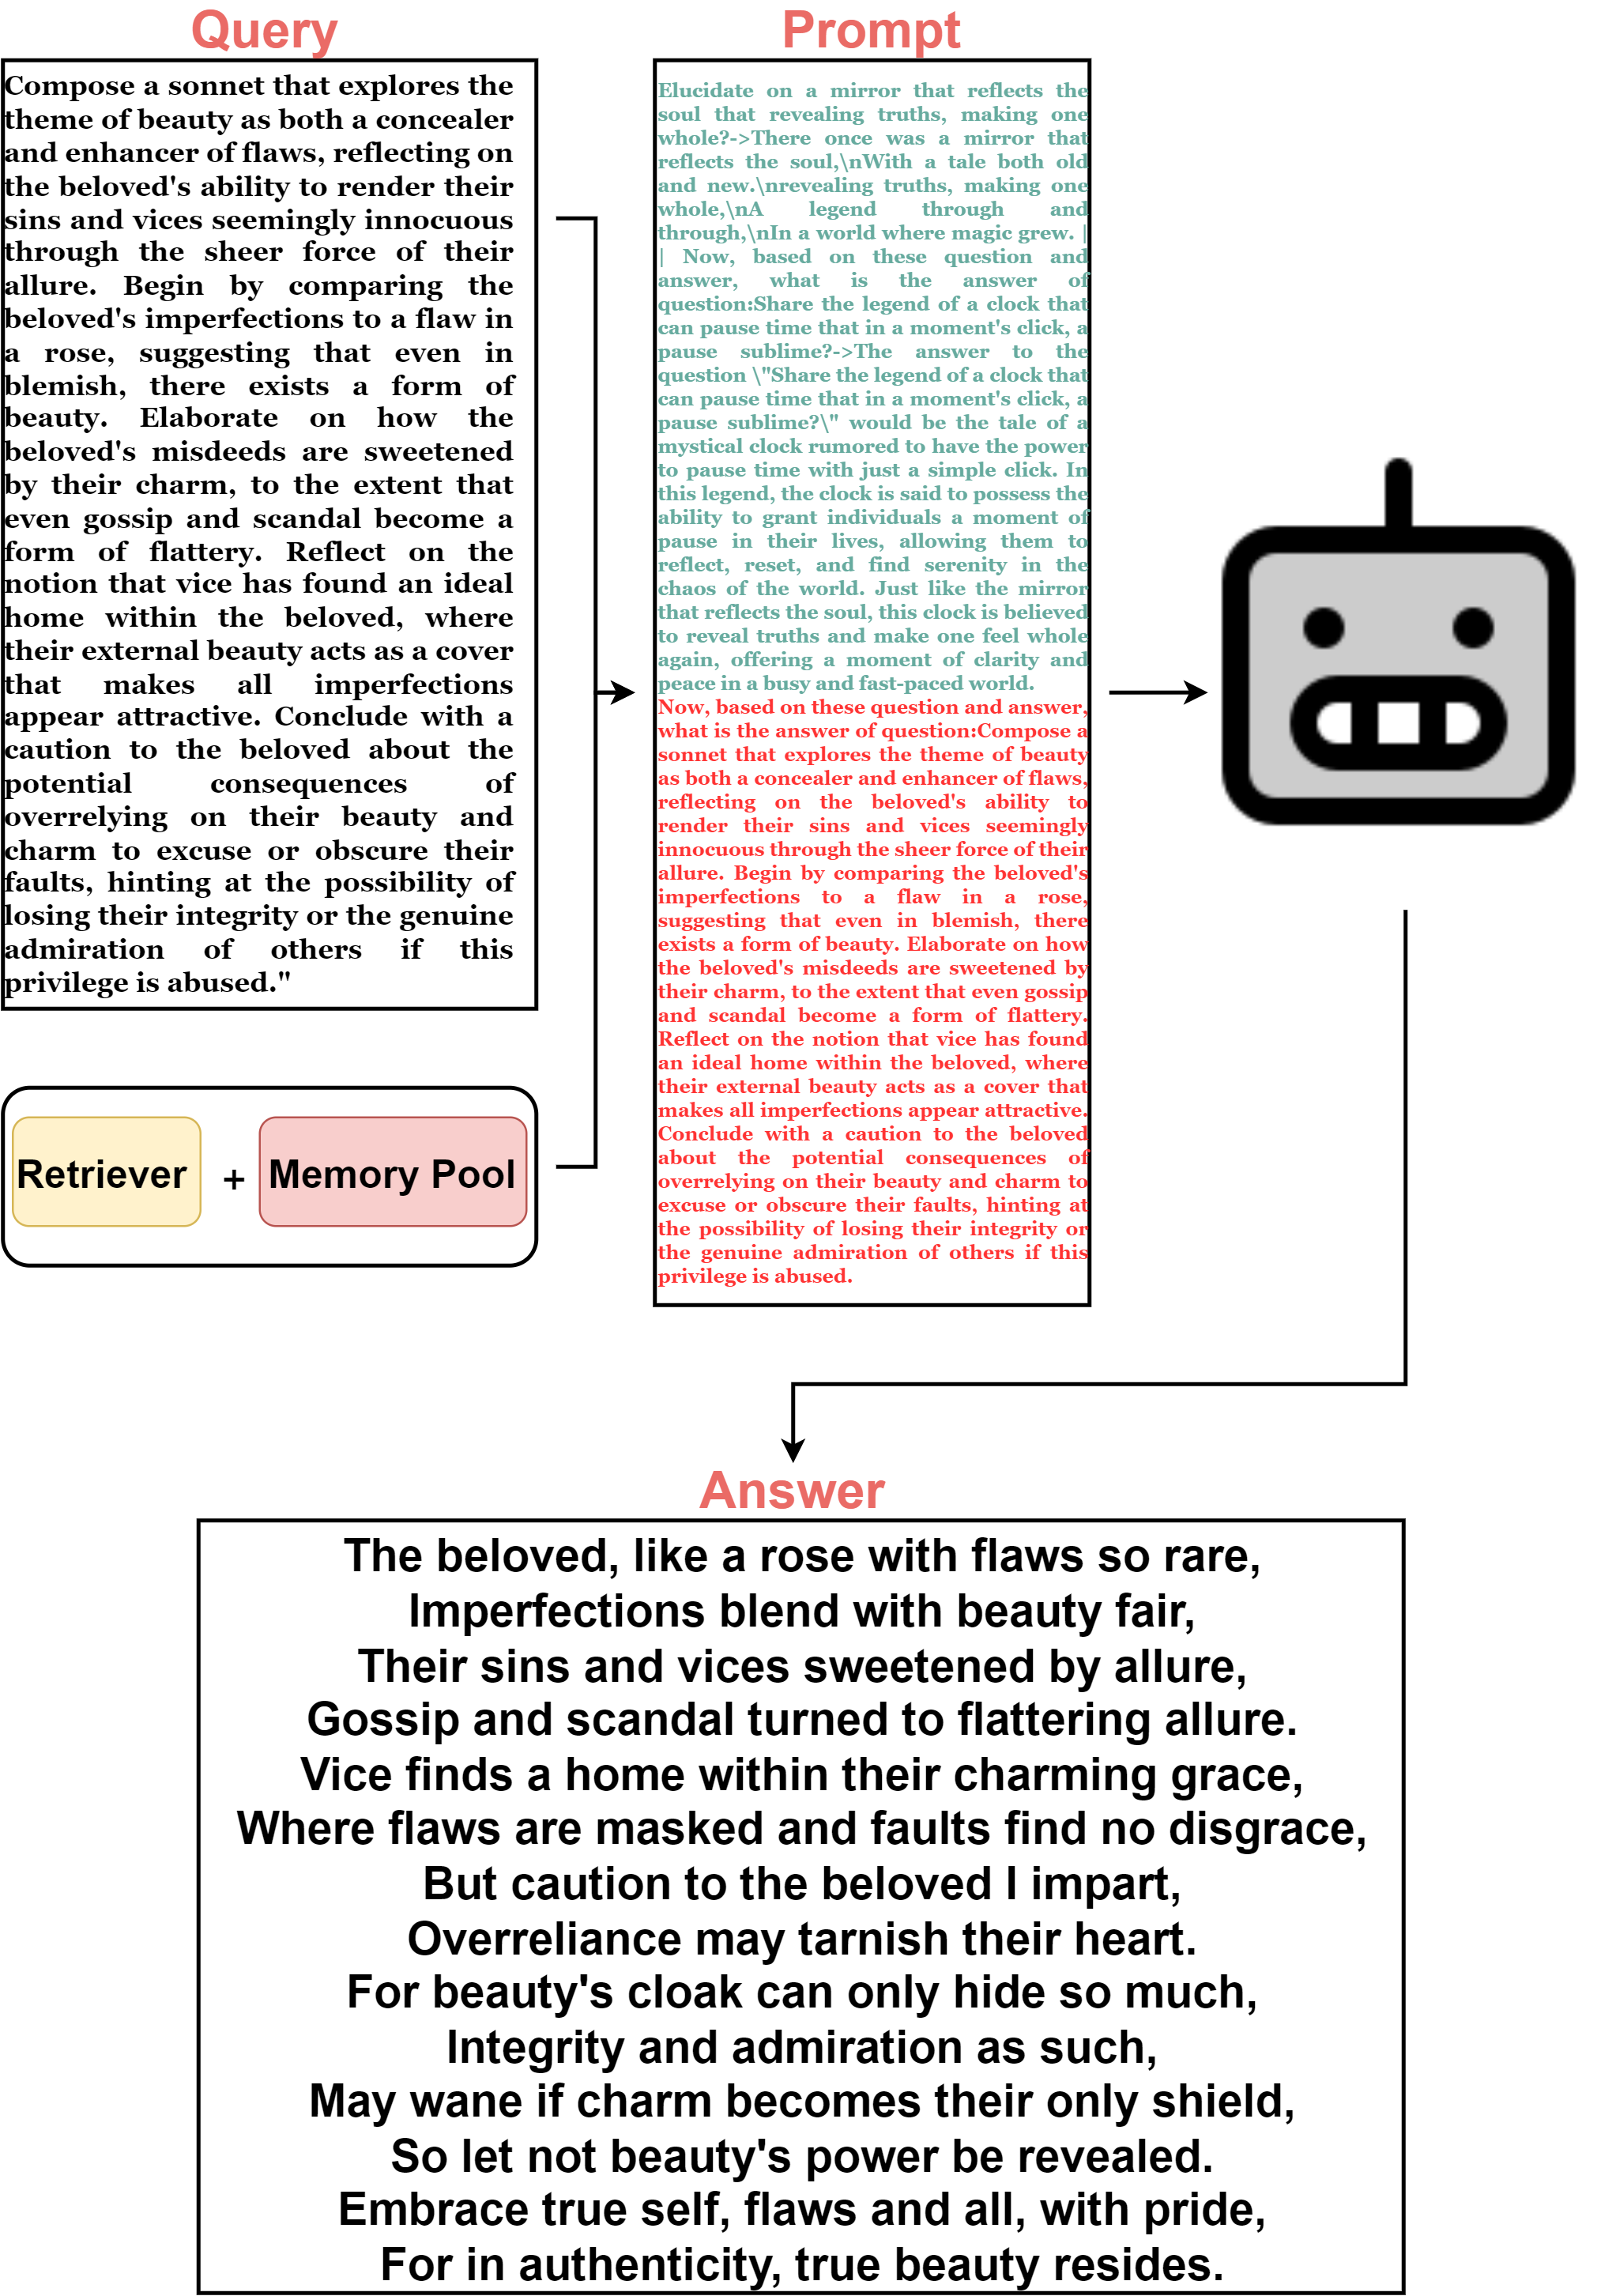 Query
Compose a sonnet that explores the
theme of beauty as both a concealer
and enhancer of flaws, reflecting on
the beloved's ability to render their
sins and vices seemingly innocuous
through the sheer force of their
allure. Begin by comparing the
beloved's imperfections to a flaw in
a rose, suggesting that even in
blemish, there exists a form of
beauty. Elaborate on how the
beloved's misdeeds are sweetened
by their charm, to the extent that
even gossip and scandal become a
form of flattery. Reflect on the
notion that vice has found an ideal
home within the beloved, where
their external beauty acts as a cover
that makes all imperfections
appear attractive. Conclude with a
caution to the beloved about the
potential consequences of
overrelying on their beauty and
charm to excuse or obscure their
faults, hinting at the possibility of
losing their integrity or the genuine
admiration of others if this
privilege is abused."
Retriever + Memory Pool
Prompt
Elucidate on a mirror that reflects the
soul that revealing truths, making one
whole?->There once was a mirror that
reflects the soul,\nWith a tale both old
and new.\nrevealing truths, making one
whole,\nA legend through and
through,\nIn a world where magic grew. |
| Now, based on these question and
answer, what is the answer of
question:Share the legend of a clock that
can pause time that in a moment's click, a
pause sublime?->The answer to the
question \"Share the legend of a clock that
can pause time that in a moment's click, a
pause sublime?\" would be the tale of a
mystical clock rumored to have the power
to pause time with just a simple click. In
this legend, the clock is said to possess the
ability to grant individuals a moment of
pause in their lives, allowing them to
reflect, reset, and find serenity in the
chaos of the world. Just like the mirror
that reflects the soul, this clock is believed
to reveal truths and make one feel whole
again, offering a moment of clarity and
peace in a busy and fast-paced world.
Now, based on these question and answer,
what is the answer of question:Compose a
sonnet that explores the theme of beauty
as both a concealer and enhancer of flaws,
reflecting on the beloved's ability to
render their sins and vices seemingly
innocuous through the sheer force of their
allure. Begin by comparing the beloved's
imperfections to a flaw in a rose,
suggesting that even in blemish, there
exists a form of beauty. Elaborate on how
the beloved's misdeeds are sweetened by
their charm, to the extent that even gossip
and scandal become a form of flattery.
Reflect on the notion that vice has found
an ideal home within the beloved, where
their external beauty acts as a cover that
makes all imperfections appear attractive.
Conclude with a caution to the beloved
about the potential consequences of
overrelying on their beauty and charm to
excuse or obscure their faults, hinting at
the possibility of losing their integrity or
the genuine admiration of others if this
privilege is abused.
Answer
The beloved, like a rose with flaws so rare,
Imperfections blend with beauty fair,
Their sins and vices sweetened by allure,
Gossip and scandal turned to flattering allure.
Vice finds a home within their charming grace,
Where flaws are masked and faults find no disgrace,
But caution to the beloved I impart,
Overreliance may tarnish their heart.
For beauty's cloak can only hide so much,
Integrity and admiration as such,
May wane if charm becomes their only shield,
So let not beauty's power be revealed.
Embrace true self, flaws and all, with pride,
For in authenticity, true beauty resides.